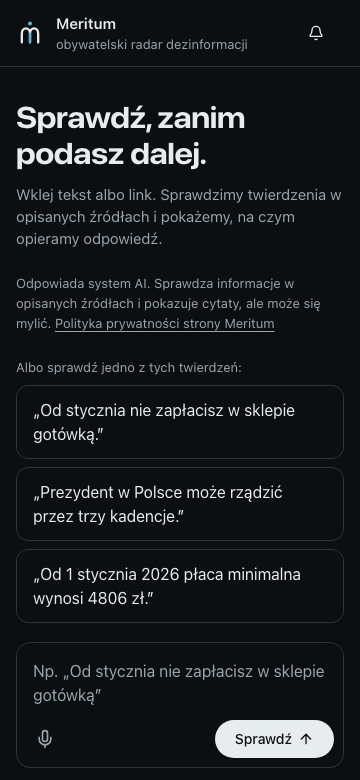 Meritum
obywatelski radar dezinformacji
Sprawdź, zanim
podasz dalej.
Wklej tekst albo link. Sprawdzimy twierdzenia w
opisanych źródłach i pokażemy, na czym
opieramy odpowiedź.
Odpowiada system AI. Sprawdza informacje w
opisanych źródłach i pokazuje cytaty, ale może się
mylić. Polityka prywatności strony Meritum
Albo sprawdź jedno z tych twierdzeń:
„Od stycznia nie zapłacisz w sklepie
gotówką.”
„Prezydent w Polsce może rządzić
przez trzy kadencje.”
„Od 1 stycznia 2026 płaca minimalna
wynosi 4806 zł.”
Np. „Od stycznia nie zapłacisz w sklepie
gotówką”
Sprawdź